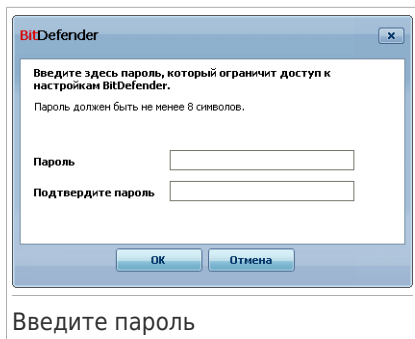 BitDefender
Введите здесь пароль, который ограничит доступ к
настройкам BitDefender.
Пароль должен быть не менее 8 символов.
Пароль
Подтвердите пароль
OK
Отмена
Введите пароль